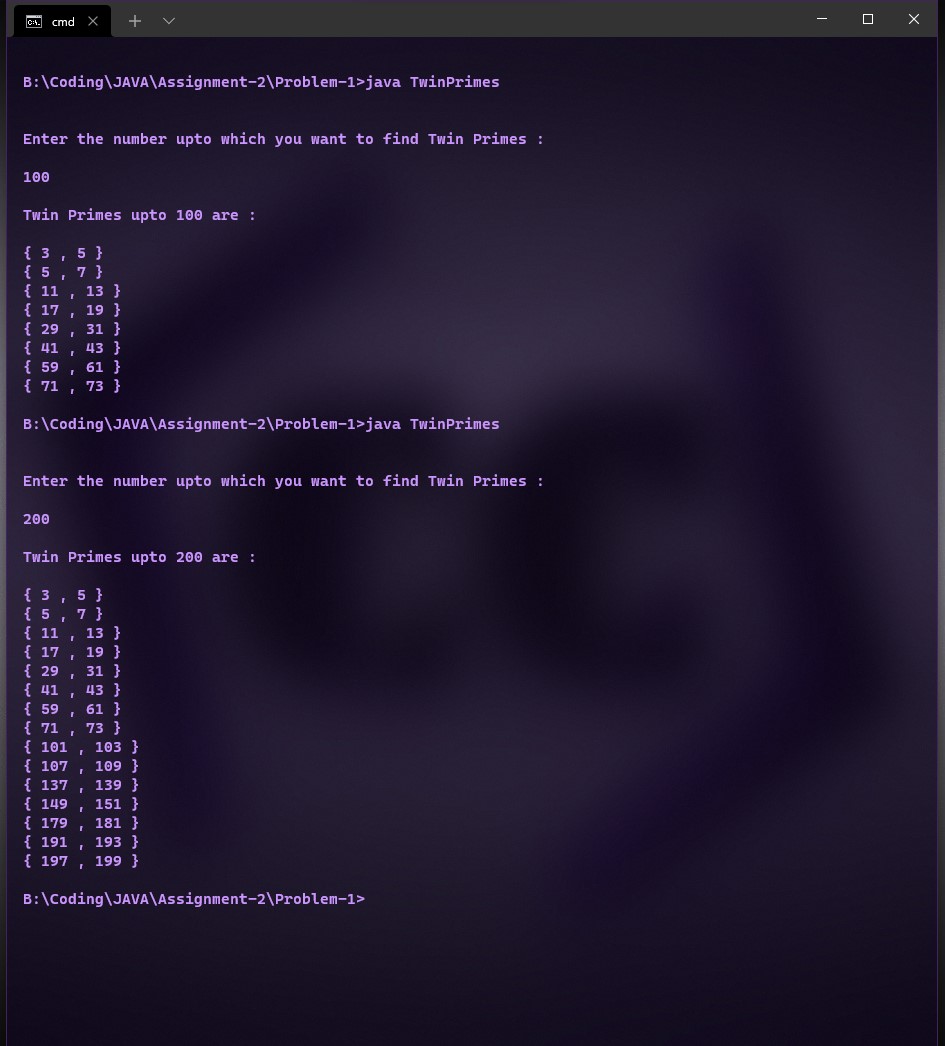 cmd
B:\Coding\JAVA\Assignment-2\Problem-1>java TwinPrimes
Enter the number upto which you want to find Twin Primes :
100
Twin Primes upto 100 are :
{ 3 , 5 }
{ 5 , 7 }
{ 11 , 13 }
{ 17 , 19 }
{ 29 , 31 }
{ 41 , 43 }
{ 59 , 61 }
{ 71 , 73 }
B:\Coding\JAVA\Assignment-2\Problem-1>java TwinPrimes
Enter the number upto which you want to find Twin Primes :
200
Twin Primes upto 200 are :
{ 3 , 5 }
{ 5 , 7 }
{ 11 , 13 }
{ 17 , 19 }
{ 29 , 31 }
{ 41 , 43 }
{ 59 , 61 }
{ 71 , 73 }
{ 101 , 103 }
{ 107 , 109 }
{ 137 , 139 }
{ 149 , 151 }
{ 179 , 181 }
{ 191 , 193 }
{ 197 , 199 }
B:\Coding\JAVA\Assignment-2\Problem-1>